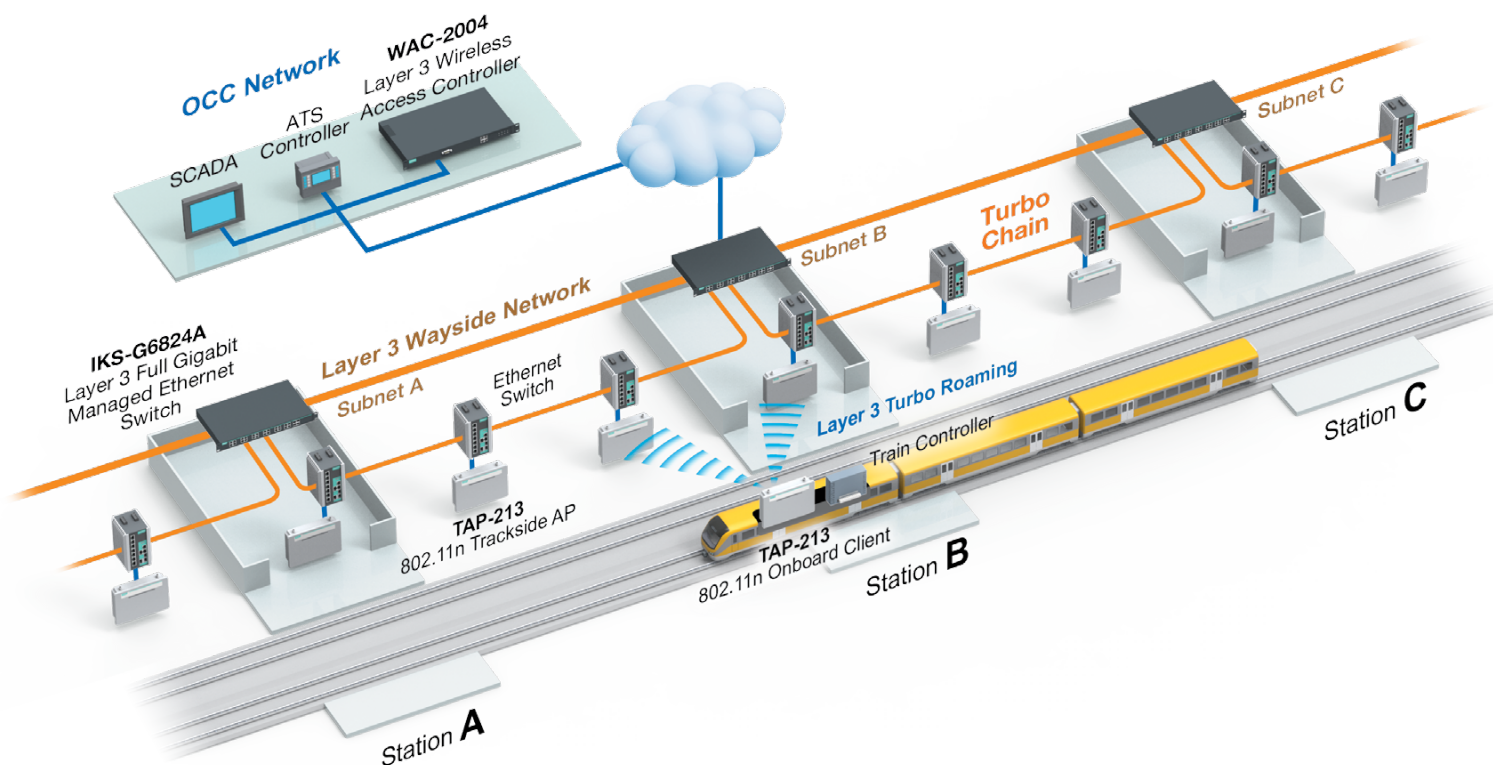 OCC Network
WAC-2004
Layer 3 Wireless
Access Controller
ATS
Controller
SCADA
Subnet C
Turbo
Chain
Subnet B
Layer 3 Wayside Network
IKS-G6824A
Layer 3 Full Gigabit
Managed Ethernet
Switch
Subnet A
Ethernet
Switch
Layer 3 Turbo Roaming
Train Controller
TAP-213
802.11n Trackside AP
TAP-213
802.11n Onboard Client
Station A
Station B
Station C